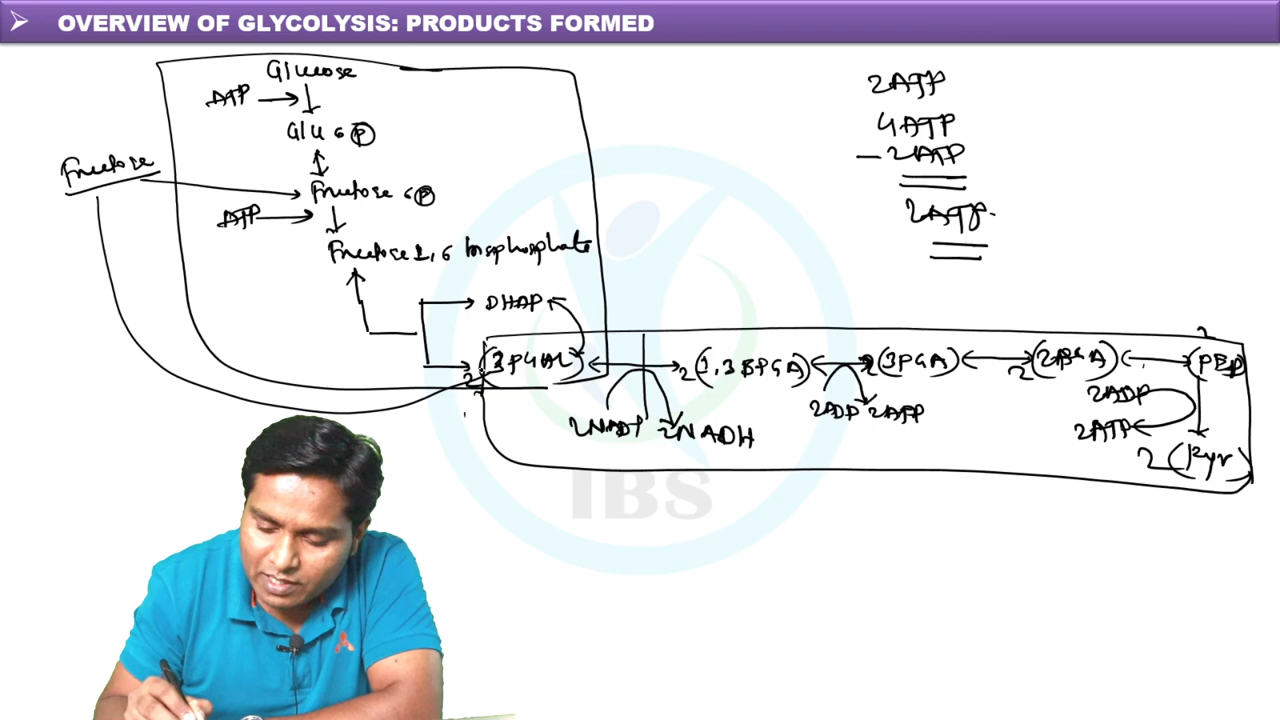 OVERVIEW OF GLYCOLYSIS: PRODUCTS FORMED
Glucose
ATP
Glu 6 P
Fructose
Fructose 6 P
ATP
Fructose 1, 6 bisphosphate
DHAP
2 (3PGAL)
2 (1,3 BPGA)
2 (3PGA)
2 (2PGA)
2 (PEP)
2NAD
2NADH
2ADP 2ATP
2ADP
2ATP
2 (Pyr)
2ATP
4ATP
- 2ATP
2ATP
IBS